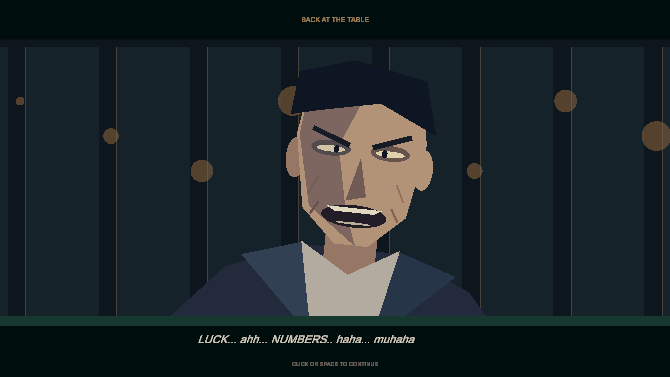 BACK AT THE TABLE
LUCK... ahh... NUMBERS.. haha... muhaha
CLICK OR SPACE TO CONTINUE